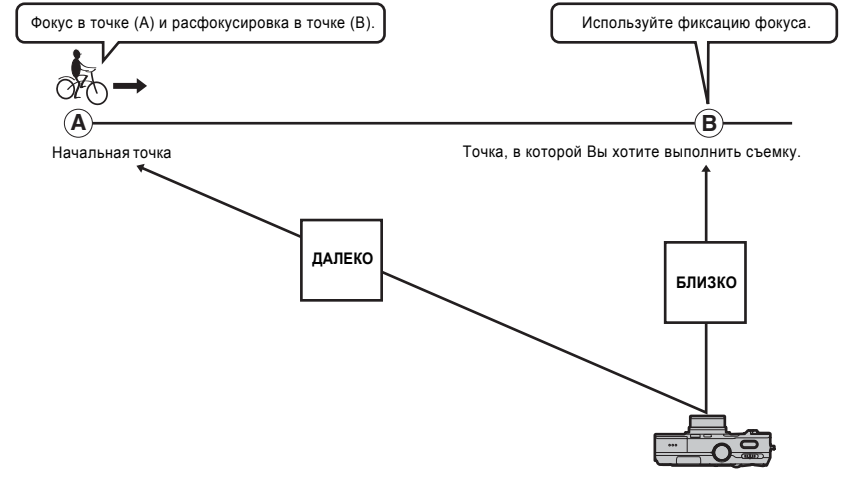 Фокус в точке (A) и расфокусировка в точке (B).
Используйте фиксацию фокуса.
A
B
Начальная точка
Точка, в которой Вы хотите выполнить съемку.
ДАЛЕКО
БЛИЗКО